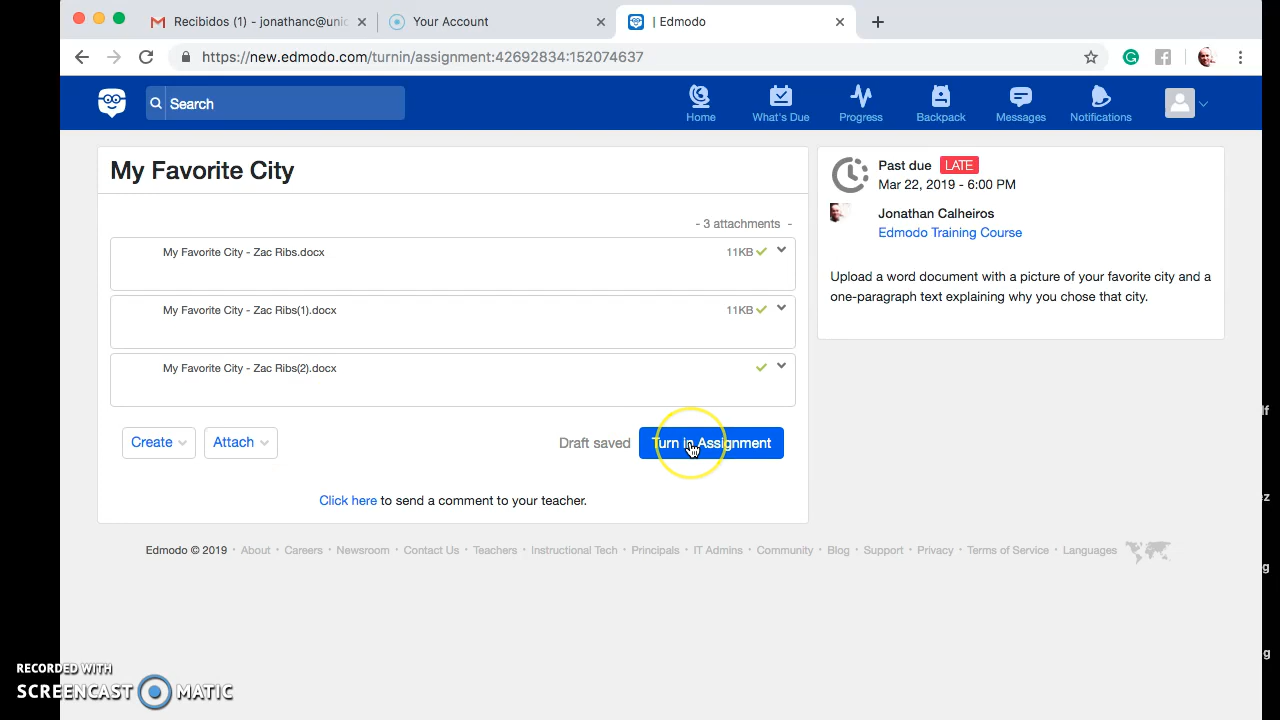 Recibidos (1) - jonathanc@unic
Your Account
| Edmodo
https://new.edmodo.com/turnin/assignment:42692834:152074637
Search
Home
What's Due
Progress
Backpack
Messages
Notifications
My Favorite City
- 3 attachments -
My Favorite City - Zac Ribs.docx 11KB
My Favorite City - Zac Ribs(1).docx 11KB
My Favorite City - Zac Ribs(2).docx
Create
Attach
Draft saved
Turn in Assignment
Click here to send a comment to your teacher.
Past due LATE
Mar 22, 2019 - 6:00 PM
Jonathan Calheiros
Edmodo Training Course
Upload a word document with a picture of your favorite city and a
one-paragraph text explaining why you chose that city.
Edmodo © 2019 · About · Careers · Newsroom · Contact Us · Teachers · Instructional Tech · Principals · IT Admins · Community · Blog · Support · Privacy · Terms of Service · Languages
RECORDED WITH
SCREENCAST MATIC